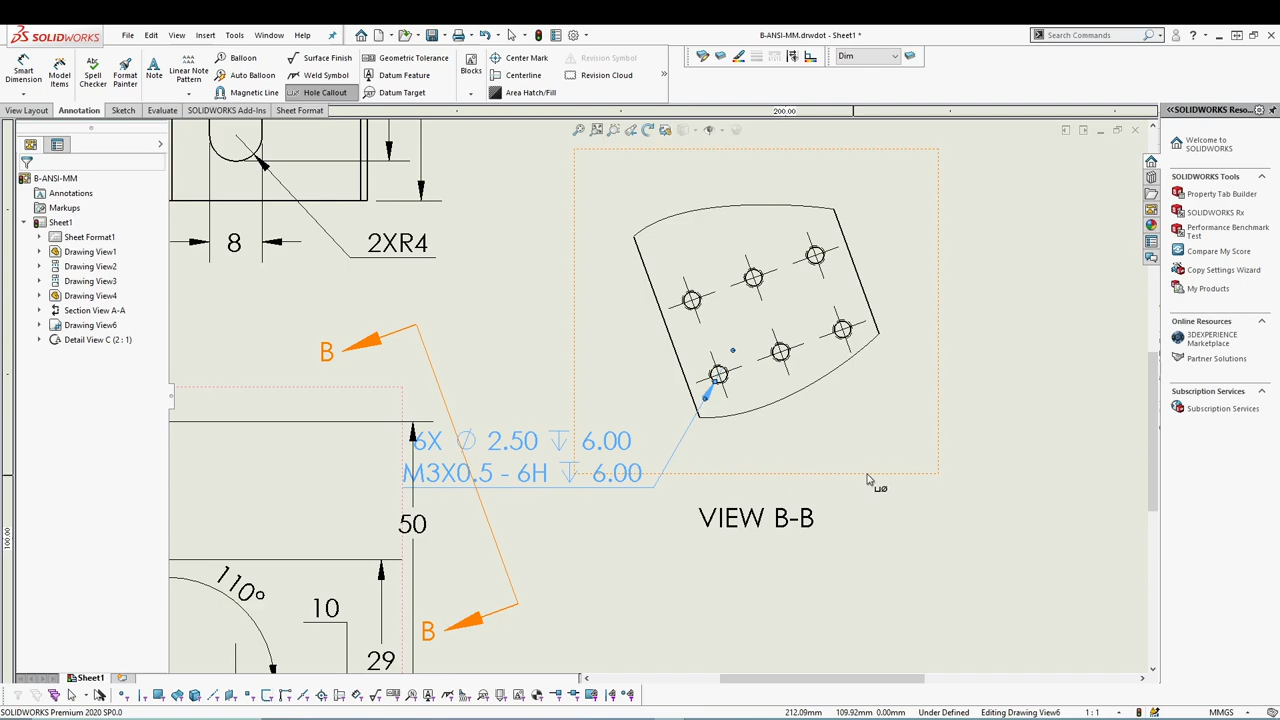 SOLIDWORKS
File
Edit
View
Insert
Tools
Window
Help
B-ANSI-MM.drwdot - Sheet1 *
Search Commands
Smart Dimension
Model Items
Spell Checker
Format Painter
Note
Linear Note Pattern
Balloon
Auto Balloon
Magnetic Line
Surface Finish
Weld Symbol
Hole Callout
Geometric Tolerance
Datum Feature
Datum Target
Blocks
Center Mark
Centerline
Area Hatch/Fill
Revision Symbol
Revision Cloud
Dim
View Layout
Annotation
Sketch
Evaluate
SOLIDWORKS Add-Ins
Sheet Format
200.00
100.00
B-ANSI-MM
Annotations
Markups
Sheet1
Sheet Format1
Drawing View1
Drawing View2
Drawing View3
Drawing View4
Section View A-A
Drawing View6
Detail View C (2 : 1)
8
2XR4
B
6X ∅ 2.50 ↧ 6.00
M3X0.5 - 6H ↧ 6.00
50
VIEW B-B
110°
10
B
29
SOLIDWORKS Reso...
Welcome to SOLIDWORKS
SOLIDWORKS Tools
Property Tab Builder
SOLIDWORKS Rx
Performance Benchmark Test
Compare My Score
Copy Settings Wizard
My Products
Online Resources
3DEXPERIENCE Marketplace
Partner Solutions
Subscription Services
Subscription Services
Sheet1
SOLIDWORKS Premium 2020 SP0.0
212.09mm
109.92mm 0.00mm
Under Defined
Editing Drawing View6
1 : 1
MMGS